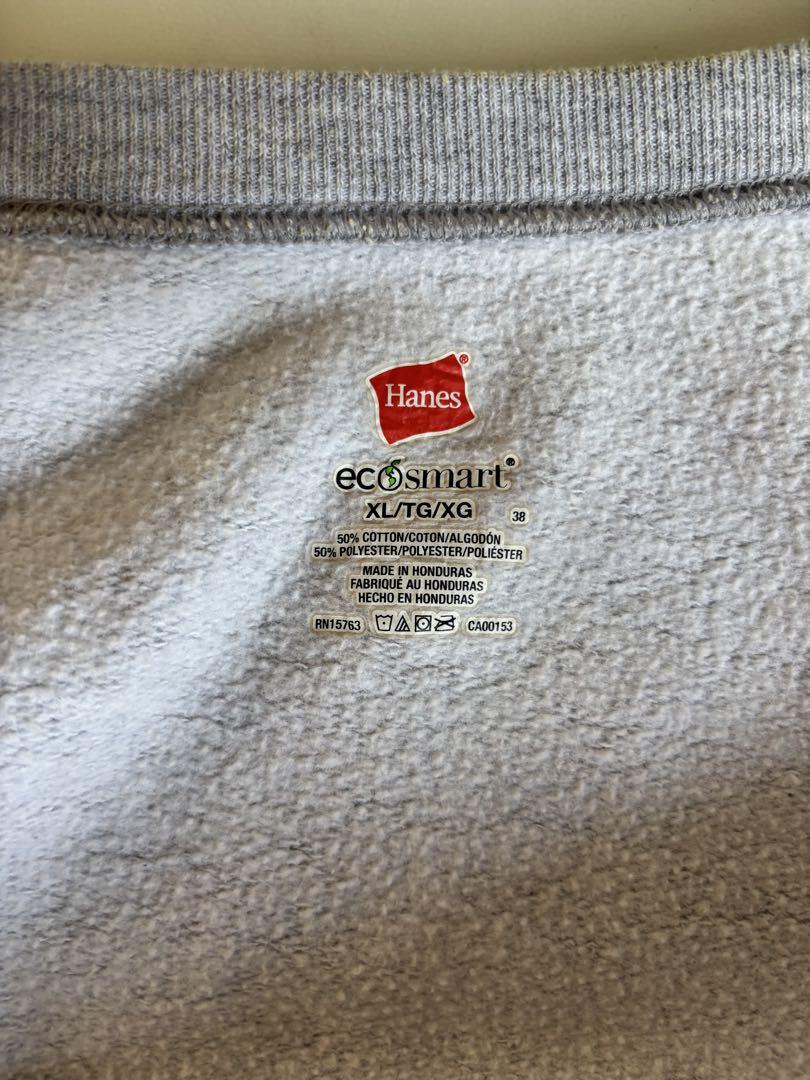 Hanes®
ecosmart®
XL/TG/XG
38
50% COTTON/COTON/ALGODÓN
50% POLYESTER/POLYESTER/POLIÉSTER
MADE IN HONDURAS
FABRIQUÉ AU HONDURAS
HECHO EN HONDURAS
RN15763 CA00153